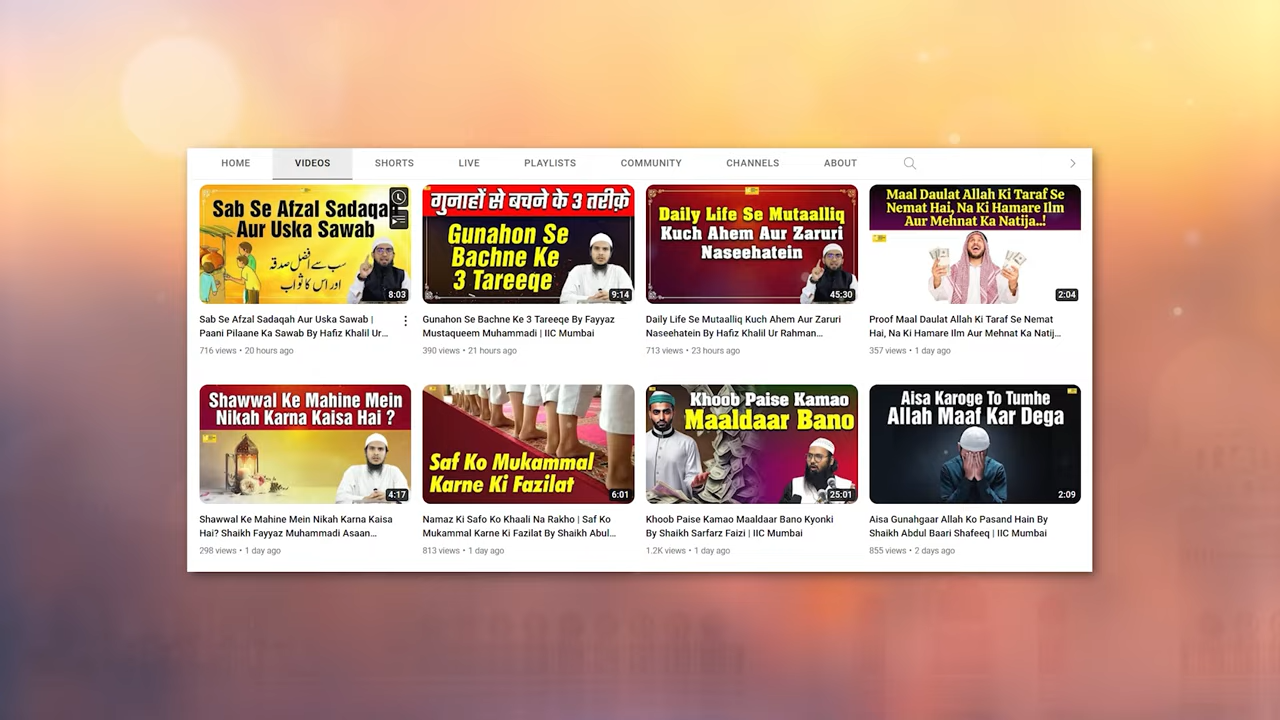 HOME VIDEOS SHORTS LIVE PLAYLISTS COMMUNITY CHANNELS ABOUT
Sab Se Afzal Sadaqa
Aur Uska Sawab
سب سے افضل صدقہ
اور اس کا ثواب
8:03
Sab Se Afzal Sadaqah Aur Uska Sawab |
Paani Pilaane Ka Sawab By Hafiz Khalil Ur...
716 views • 20 hours ago
गुनाहों से बचने के 3 तरीक़े
Gunahon Se
Bachne Ke
3 Tareeqe
9:14
Gunahon Se Bachne Ke 3 Tareeqe By Fayyaz
Mustaqueem Muhammadi | IIC Mumbai
390 views • 21 hours ago
Daily Life Se Mutaalliq
Kuch Ahem Aur Zaruri
Naseehatein
45:30
Daily Life Se Mutaalliq Kuch Ahem Aur Zaruri
Naseehatein By Hafiz Khalil Ur Rahman...
713 views • 23 hours ago
Maal Daulat Allah Ki Taraf Se
Nemat Hai, Na Ki Hamare Ilm
Aur Mehnat Ka Natija..!
2:04
Proof Maal Daulat Allah Ki Taraf Se Nemat
Hai, Na Ki Hamare Ilm Aur Mehnat Ka Natij...
357 views • 1 day ago
Shawwal Ke Mahine Mein
Nikah Karna Kaisa Hai ?
4:17
Shawwal Ke Mahine Mein Nikah Karna Kaisa
Hai? Shaikh Fayyaz Muhammadi Asaan...
298 views • 1 day ago
Saf Ko Mukammal
Karne Ki Fazilat
6:01
Namaz Ki Safo Ko Khaali Na Rakho | Saf Ko
Mukammal Karne Ki Fazilat By Shaikh Abul...
813 views • 1 day ago
Khoob Paise Kamao
Maaldaar Bano
25:01
Khoob Paise Kamao Maaldaar Bano Kyonki
By Shaikh Sarfarz Faizi | IIC Mumbai
1.2K views • 1 day ago
Aisa Karoge To Tumhe
Allah Maaf Kar Dega
2:09
Aisa Gunahgaar Allah Ko Pasand Hain By
Shaikh Abdul Baari Shafeeq | IIC Mumbai
855 views • 2 days ago